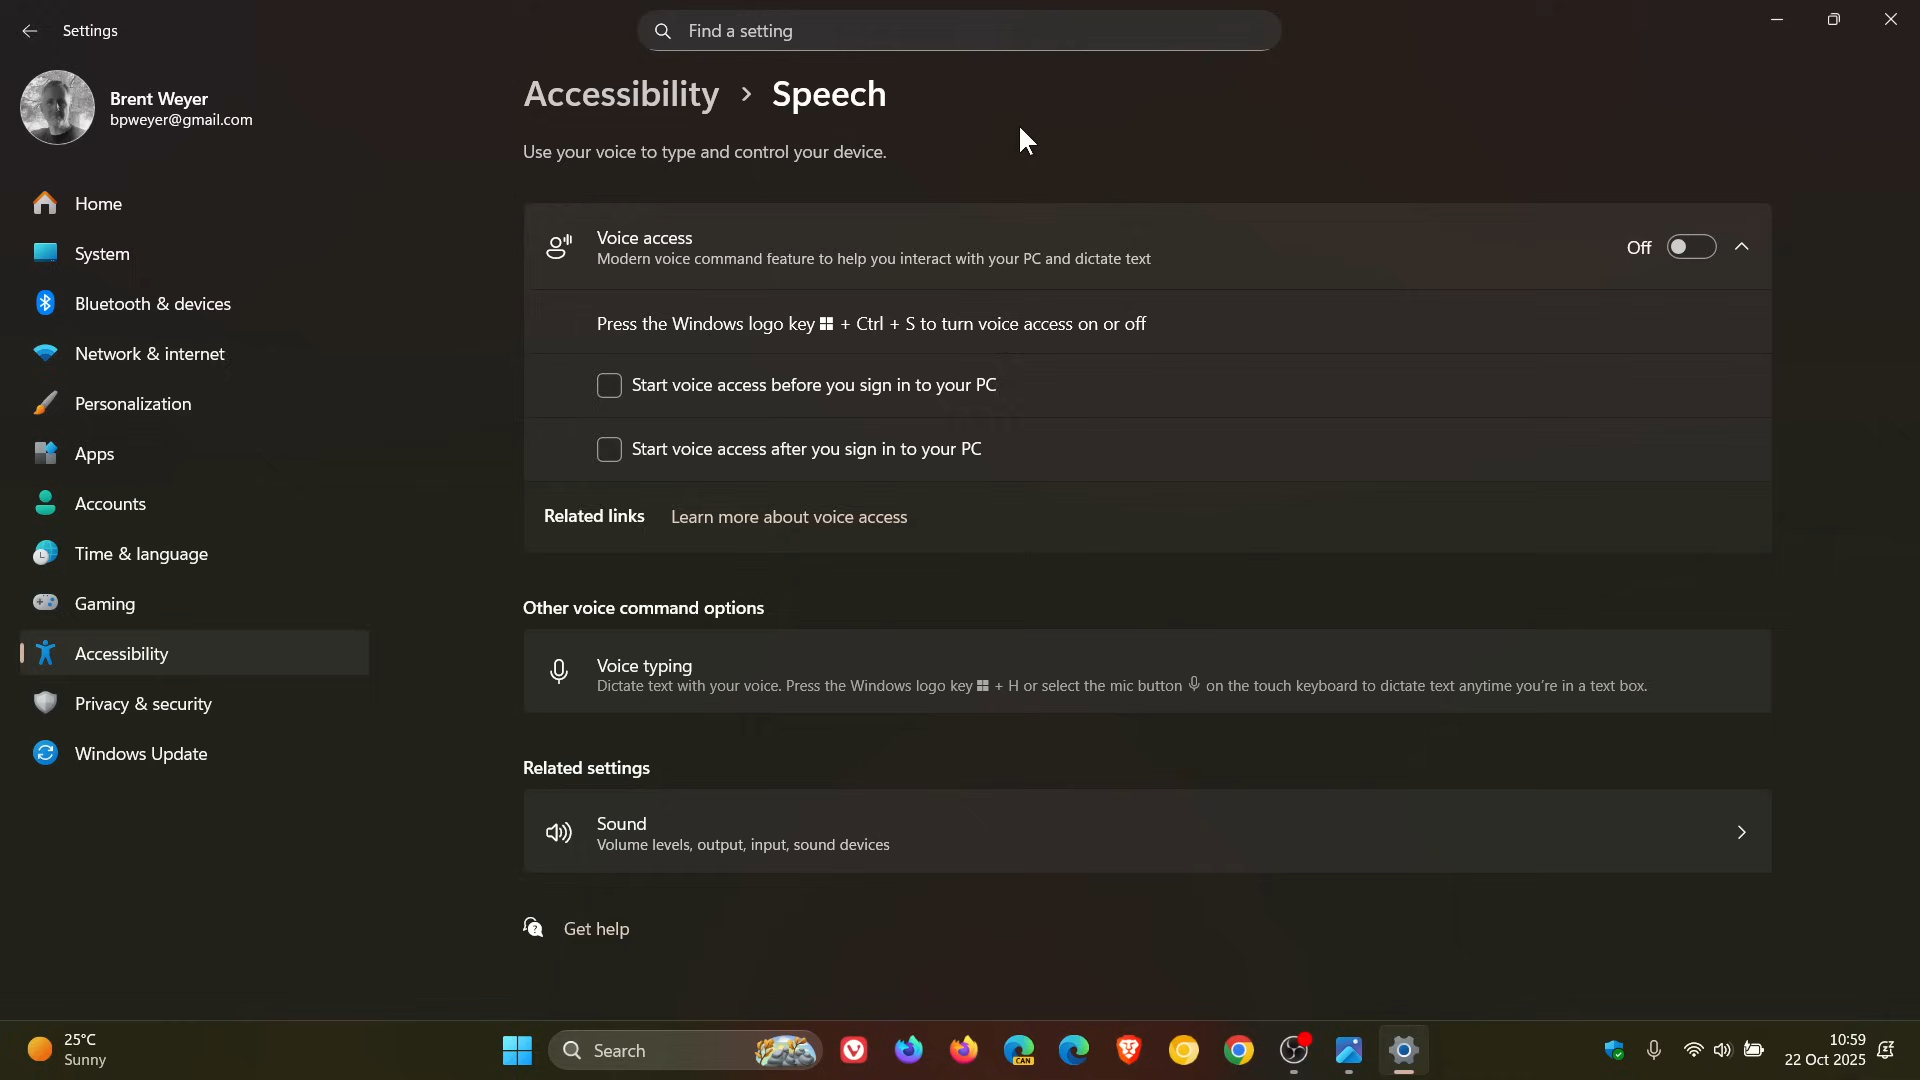 Settings
Find a setting
Brent Weyer
bpweyer@gmail.com
Home
System
Bluetooth & devices
Network & internet
Personalization
Apps
Accounts
Time & language
Gaming
Accessibility
Privacy & security
Windows Update
Accessibility > Speech
Use your voice to type and control your device.
Voice access
Modern voice command feature to help you interact with your PC and dictate text
Off
Press the Windows logo key + Ctrl + S to turn voice access on or off
Start voice access before you sign in to your PC
Start voice access after you sign in to your PC
Related links Learn more about voice access
Other voice command options
Voice typing
Dictate text with your voice. Press the Windows logo key + H or select the mic button on the touch keyboard to dictate text anytime you're in a text box.
Related settings
Sound
Volume levels, output, input, sound devices
Get help
25°C
Sunny
Search
CAN
10:59
22 Oct 2025